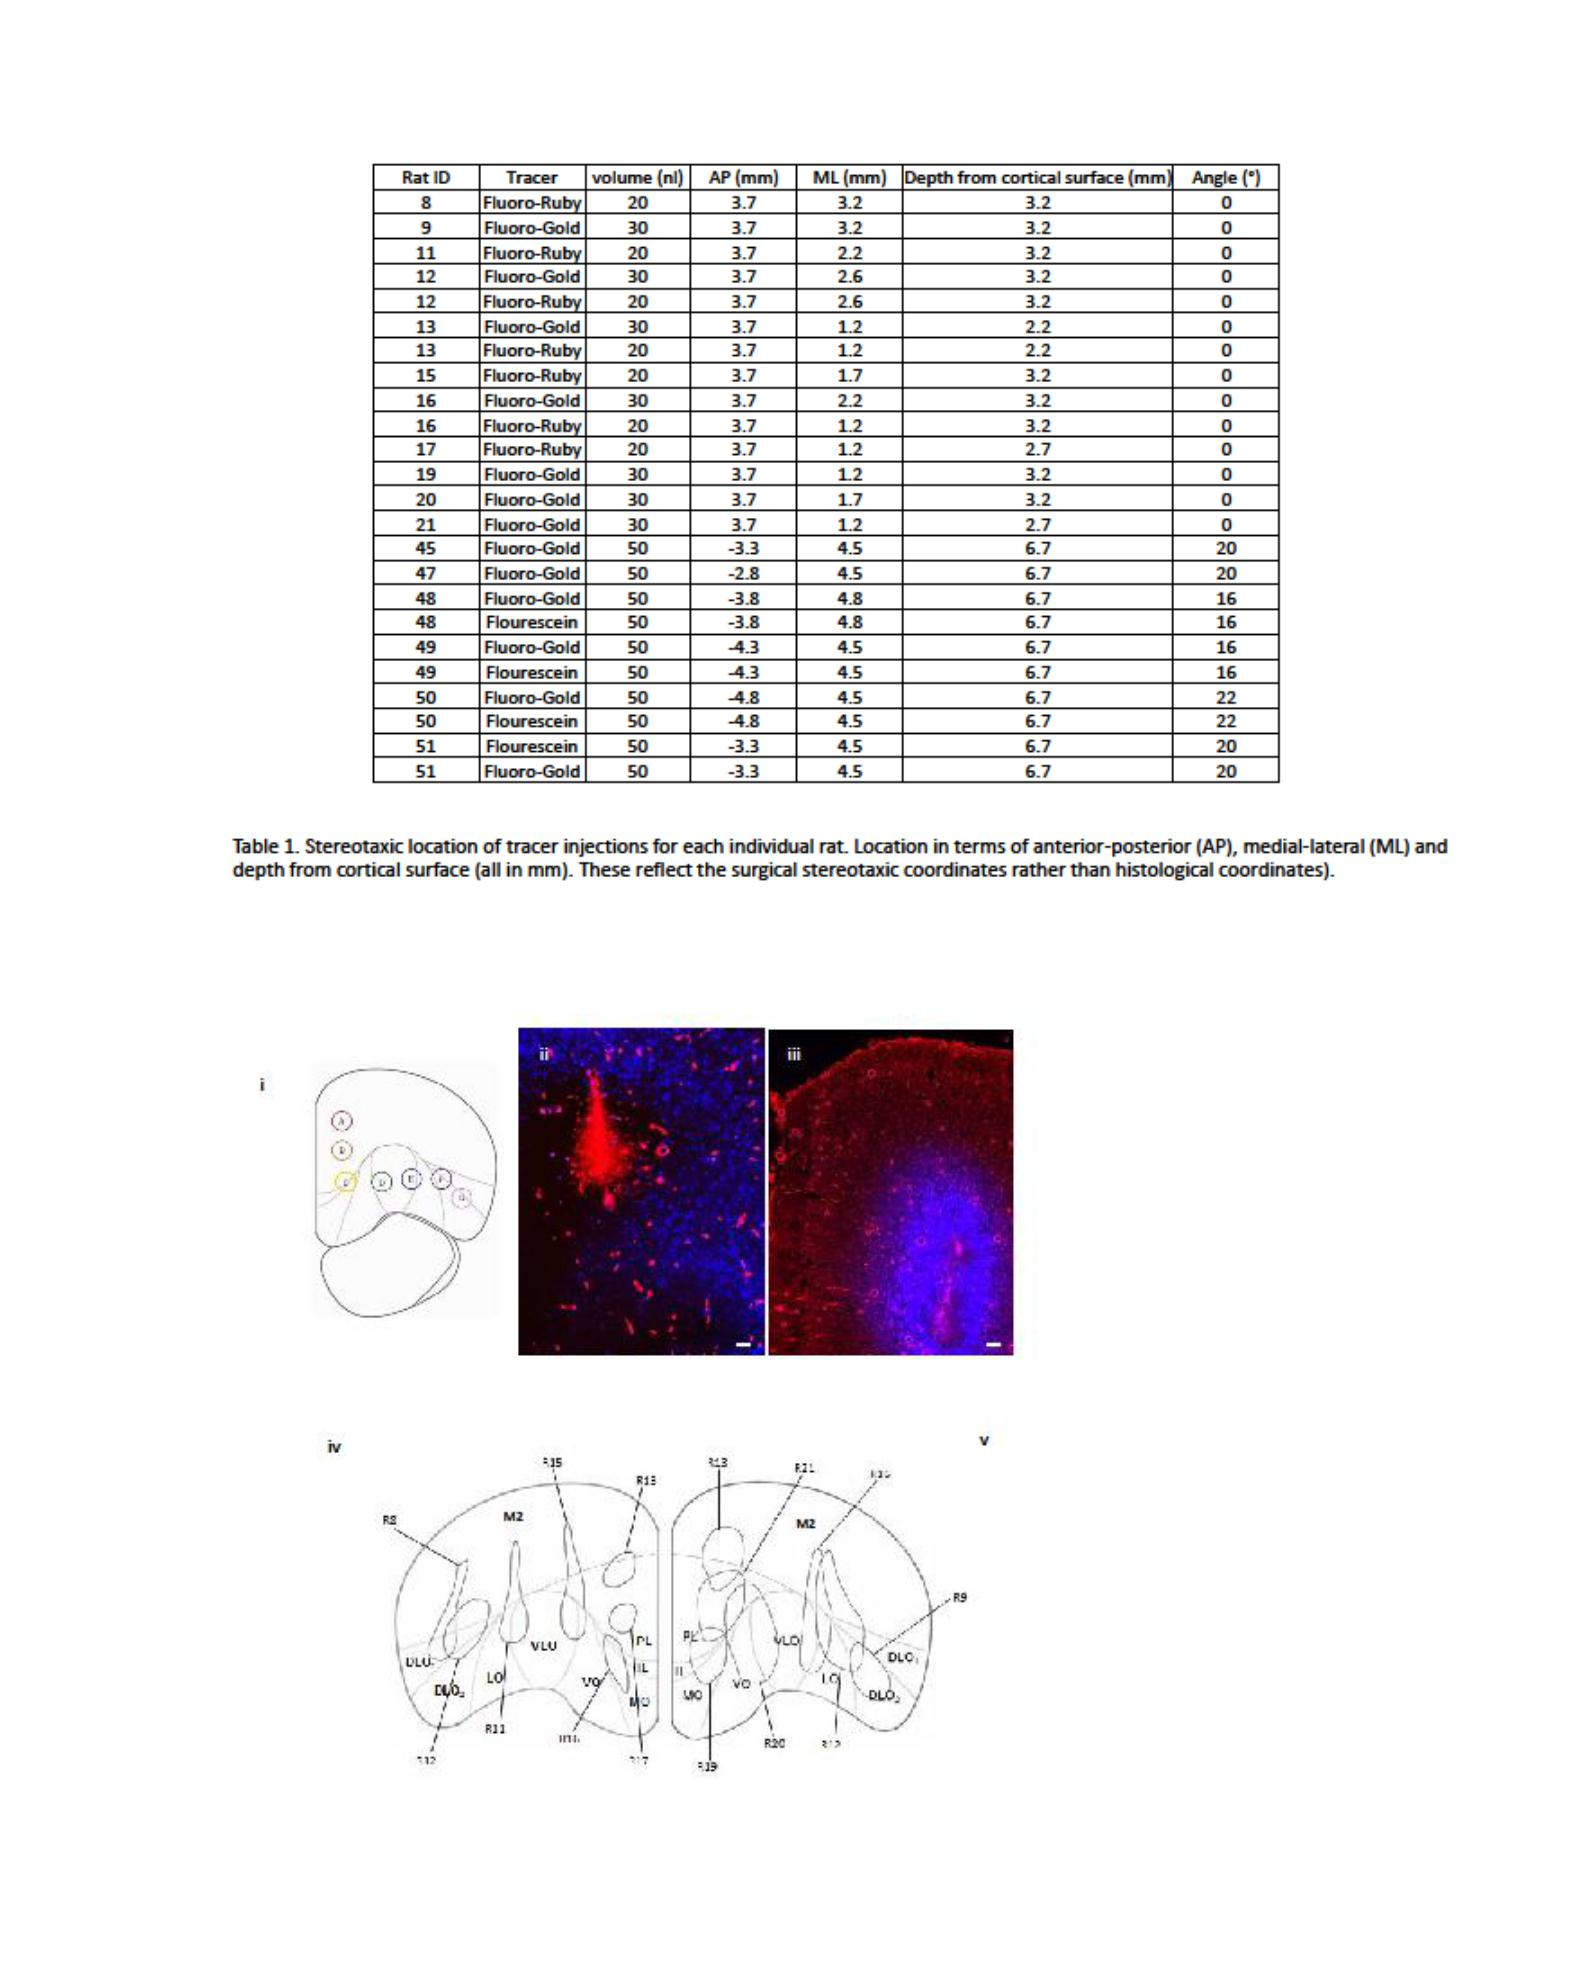 Rat ID Tracer volume (nl) AP (mm) ML (mm) Depth from cortical surface (mm) Angle (°)
8 Fluoro-Ruby 20 3.7 3.2 3.2 0
9 Fluoro-Gold 30 3.7 3.2 3.2 0
11 Fluoro-Ruby 20 3.7 2.2 3.2 0
12 Fluoro-Gold 30 3.7 2.6 3.2 0
12 Fluoro-Ruby 20 3.7 2.6 3.2 0
13 Fluoro-Gold 30 3.7 1.2 2.2 0
13 Fluoro-Ruby 20 3.7 1.2 2.2 0
15 Fluoro-Ruby 20 3.7 1.7 3.2 0
16 Fluoro-Gold 30 3.7 2.2 3.2 0
16 Fluoro-Ruby 20 3.7 1.2 3.2 0
17 Fluoro-Ruby 20 3.7 1.2 2.7 0
19 Fluoro-Gold 30 3.7 1.2 3.2 0
20 Fluoro-Gold 30 3.7 1.7 3.2 0
21 Fluoro-Gold 30 3.7 1.2 2.7 0
45 Fluoro-Gold 50 -3.3 4.5 6.7 20
47 Fluoro-Gold 50 -2.8 4.5 6.7 20
48 Fluoro-Gold 50 -3.8 4.8 6.7 16
48 Flourescein 50 -3.8 4.8 6.7 16
49 Fluoro-Gold 50 -4.3 4.5 6.7 16
49 Flourescein 50 -4.3 4.5 6.7 16
50 Fluoro-Gold 50 -4.8 4.5 6.7 22
50 Flourescein 50 -4.8 4.5 6.7 22
51 Flourescein 50 -3.3 4.5 6.7 20
51 Fluoro-Gold 50 -3.3 4.5 6.7 20
Table 1. Stereotaxic location of tracer injections for each individual rat. Location in terms of anterior-posterior (AP), medial-lateral (ML) and
depth from cortical surface (all in mm). These reflect the surgical stereotaxic coordinates rather than histological coordinates).
i
ii
iii
A
D
E
iv
v
R15
R13
R13
R21
R8
M2
M2
R9
VLO
PL
PL
VLO
DLO
IL
DLO₁
DLO₂
LO
VO
MO
MO
VO
LO
DLO₂
R11
R16
R20
R12
R17
R19